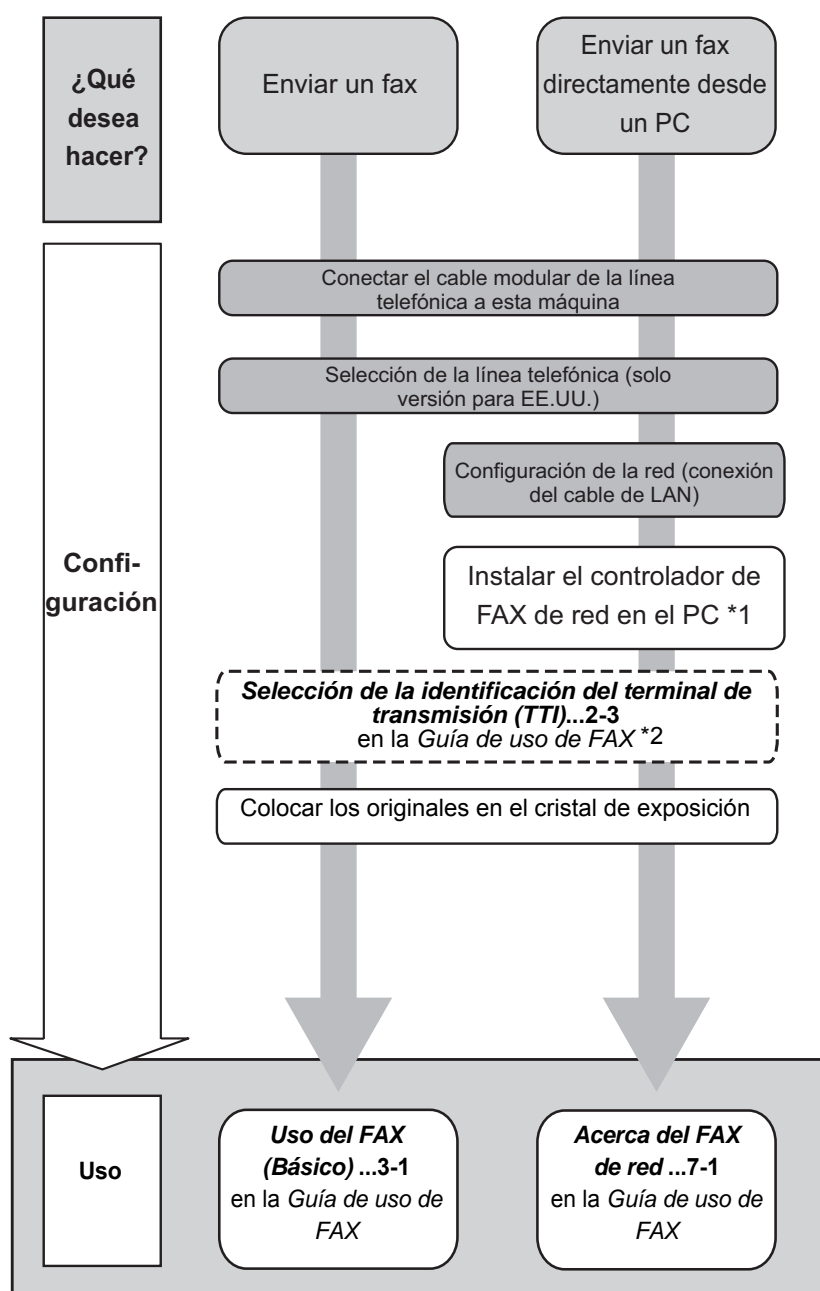 ¿Qué
desea
hacer?
Enviar un fax
Enviar un fax
directamente desde
un PC
Conectar el cable modular de la línea
telefónica a esta máquina
Selección de la línea telefónica (solo
versión para EE.UU.)
Configuración de la red (conexión
del cable de LAN)
Confi-
guración
Instalar el controlador de
FAX de red en el PC *1
Selección de la identificación del terminal de
transmisión (TTI)...2-3
en la Guía de uso de FAX *2
Colocar los originales en el cristal de exposición
Uso
Uso del FAX
(Básico) ...3-1
en la Guía de uso de
FAX
Acerca del FAX
de red ...7-1
en la Guía de uso de
FAX